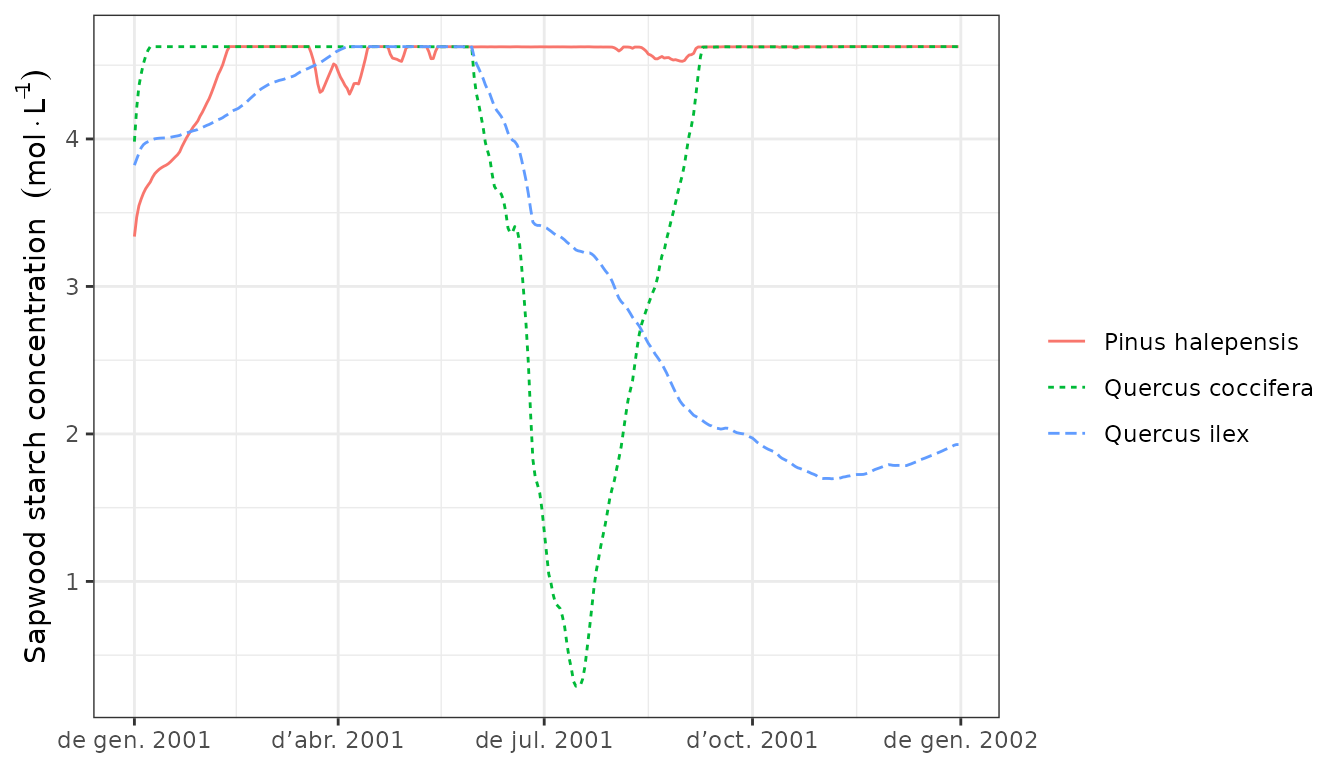 Sapwood starch concentration (mol·L⁻¹)
4
3
2
1
de gen. 2001
d’abr. 2001
de jul. 2001
d’oct. 2001
de gen. 2002
Pinus halepensis
Quercus coccifera
Quercus ilex